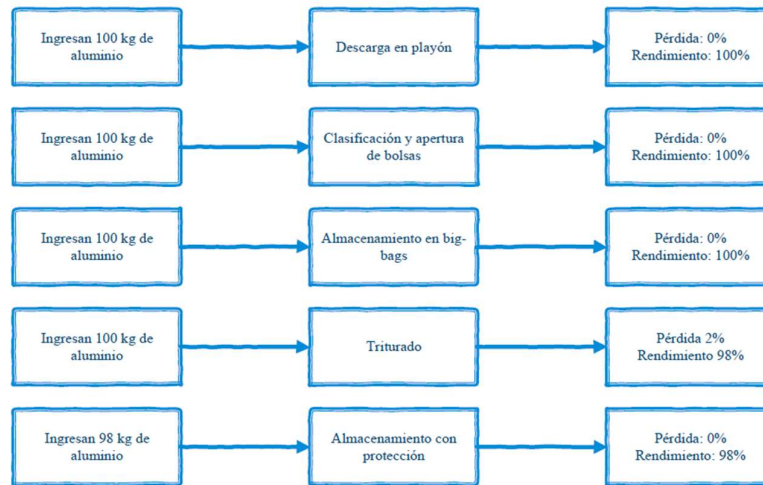 Ingresan 100 kg de
aluminio
Descarga en playón
Pérdida: 0%
Rendimiento: 100%
Ingresan 100 kg de
aluminio
Clasificación y apertura
de bolsas
Pérdida: 0%
Rendimiento: 100%
Ingresan 100 kg de
aluminio
Almacenamiento en big-
bags
Pérdida: 0%
Rendimiento: 100%
Ingresan 100 kg de
aluminio
Triturado
Pérdida 2%
Rendimiento 98%
Ingresan 98 kg de
aluminio
Almacenamiento con
protección
Pérdida: 0%
Rendimiento: 98%